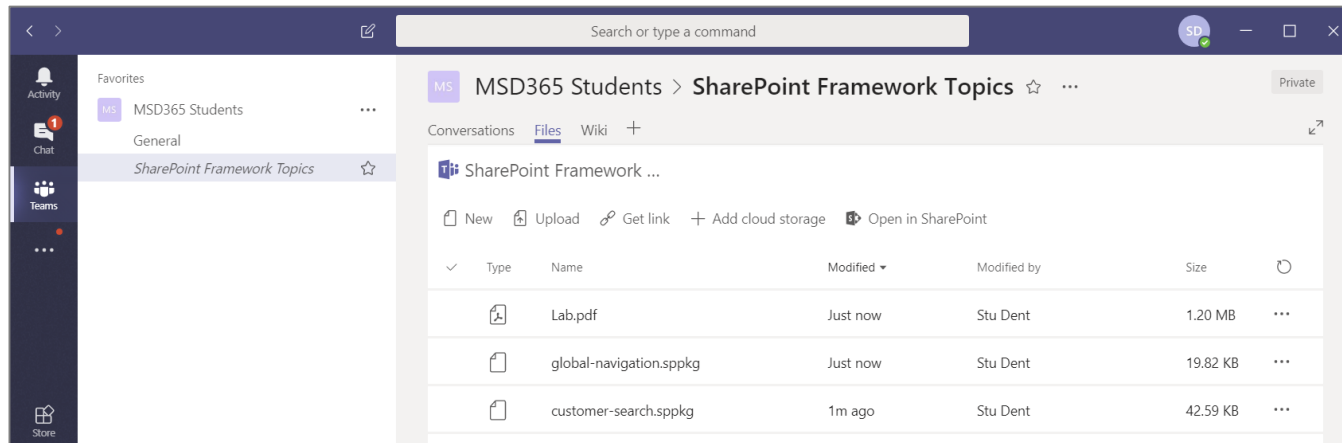 Search or type a command
SD
Activity
1
Chat
Teams
Store
Favorites
MS MSD365 Students
General
SharePoint Framework Topics
MS MSD365 Students > SharePoint Framework Topics
Private
Conversations Files Wiki +
SharePoint Framework ...
New Upload Get link + Add cloud storage Open in SharePoint
Type Name Modified Modified by Size
Lab.pdf Just now Stu Dent 1.20 MB
global-navigation.sppkg Just now Stu Dent 19.82 KB
customer-search.sppkg 1m ago Stu Dent 42.59 KB